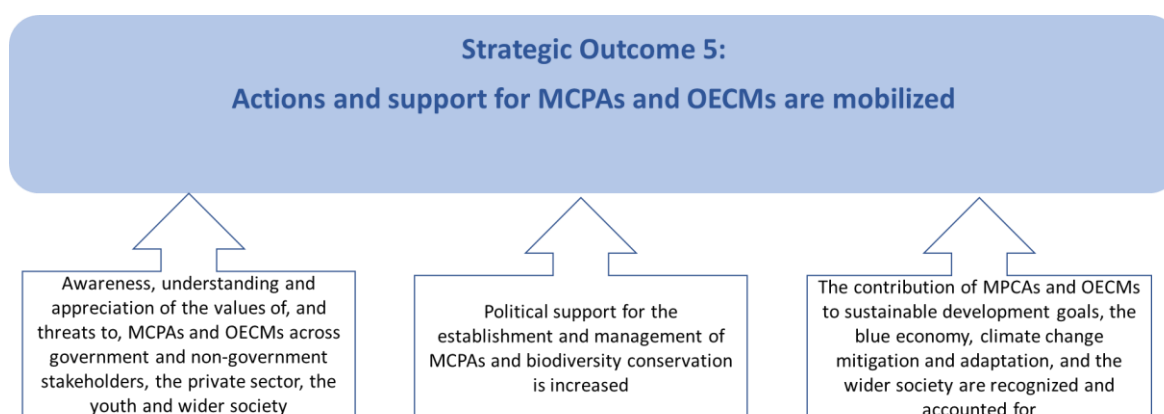 Strategic Outcome 5:
Actions and support for MCPAs and OECMs are mobilized
Awareness, understanding and
appreciation of the values of, and
threats to, MCPAs and OECMs across
government and non-government
stakeholders, the private sector, the
youth and wider society
Political support for the
establishment and management of
MCPAs and biodiversity conservation
is increased
The contribution of MPCAs and OECMs
to sustainable development goals, the
blue economy, climate change
mitigation and adaptation, and the
wider society are recognized and
accounted for